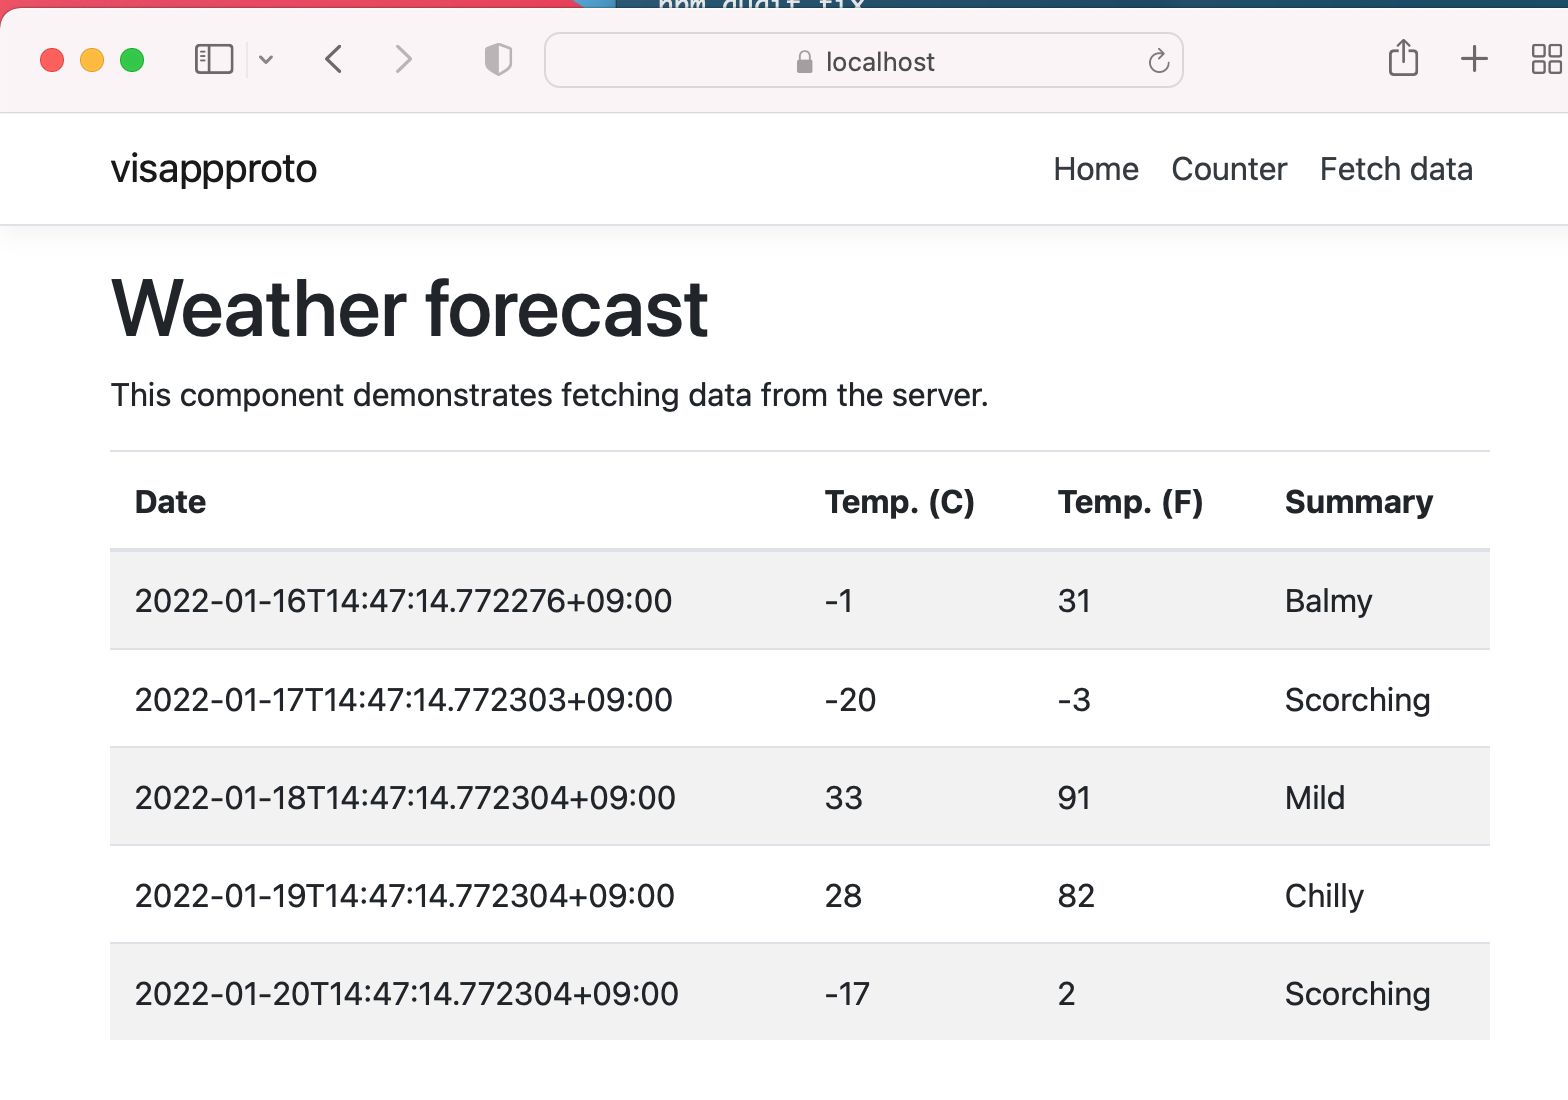 npm audit fix
localhost
visappproto Home Counter Fetch data
Weather forecast
This component demonstrates fetching data from the server.
Date Temp. (C) Temp. (F) Summary
2022-01-16T14:47:14.772276+09:00 -1 31 Balmy
2022-01-17T14:47:14.772303+09:00 -20 -3 Scorching
2022-01-18T14:47:14.772304+09:00 33 91 Mild
2022-01-19T14:47:14.772304+09:00 28 82 Chilly
2022-01-20T14:47:14.772304+09:00 -17 2 Scorching